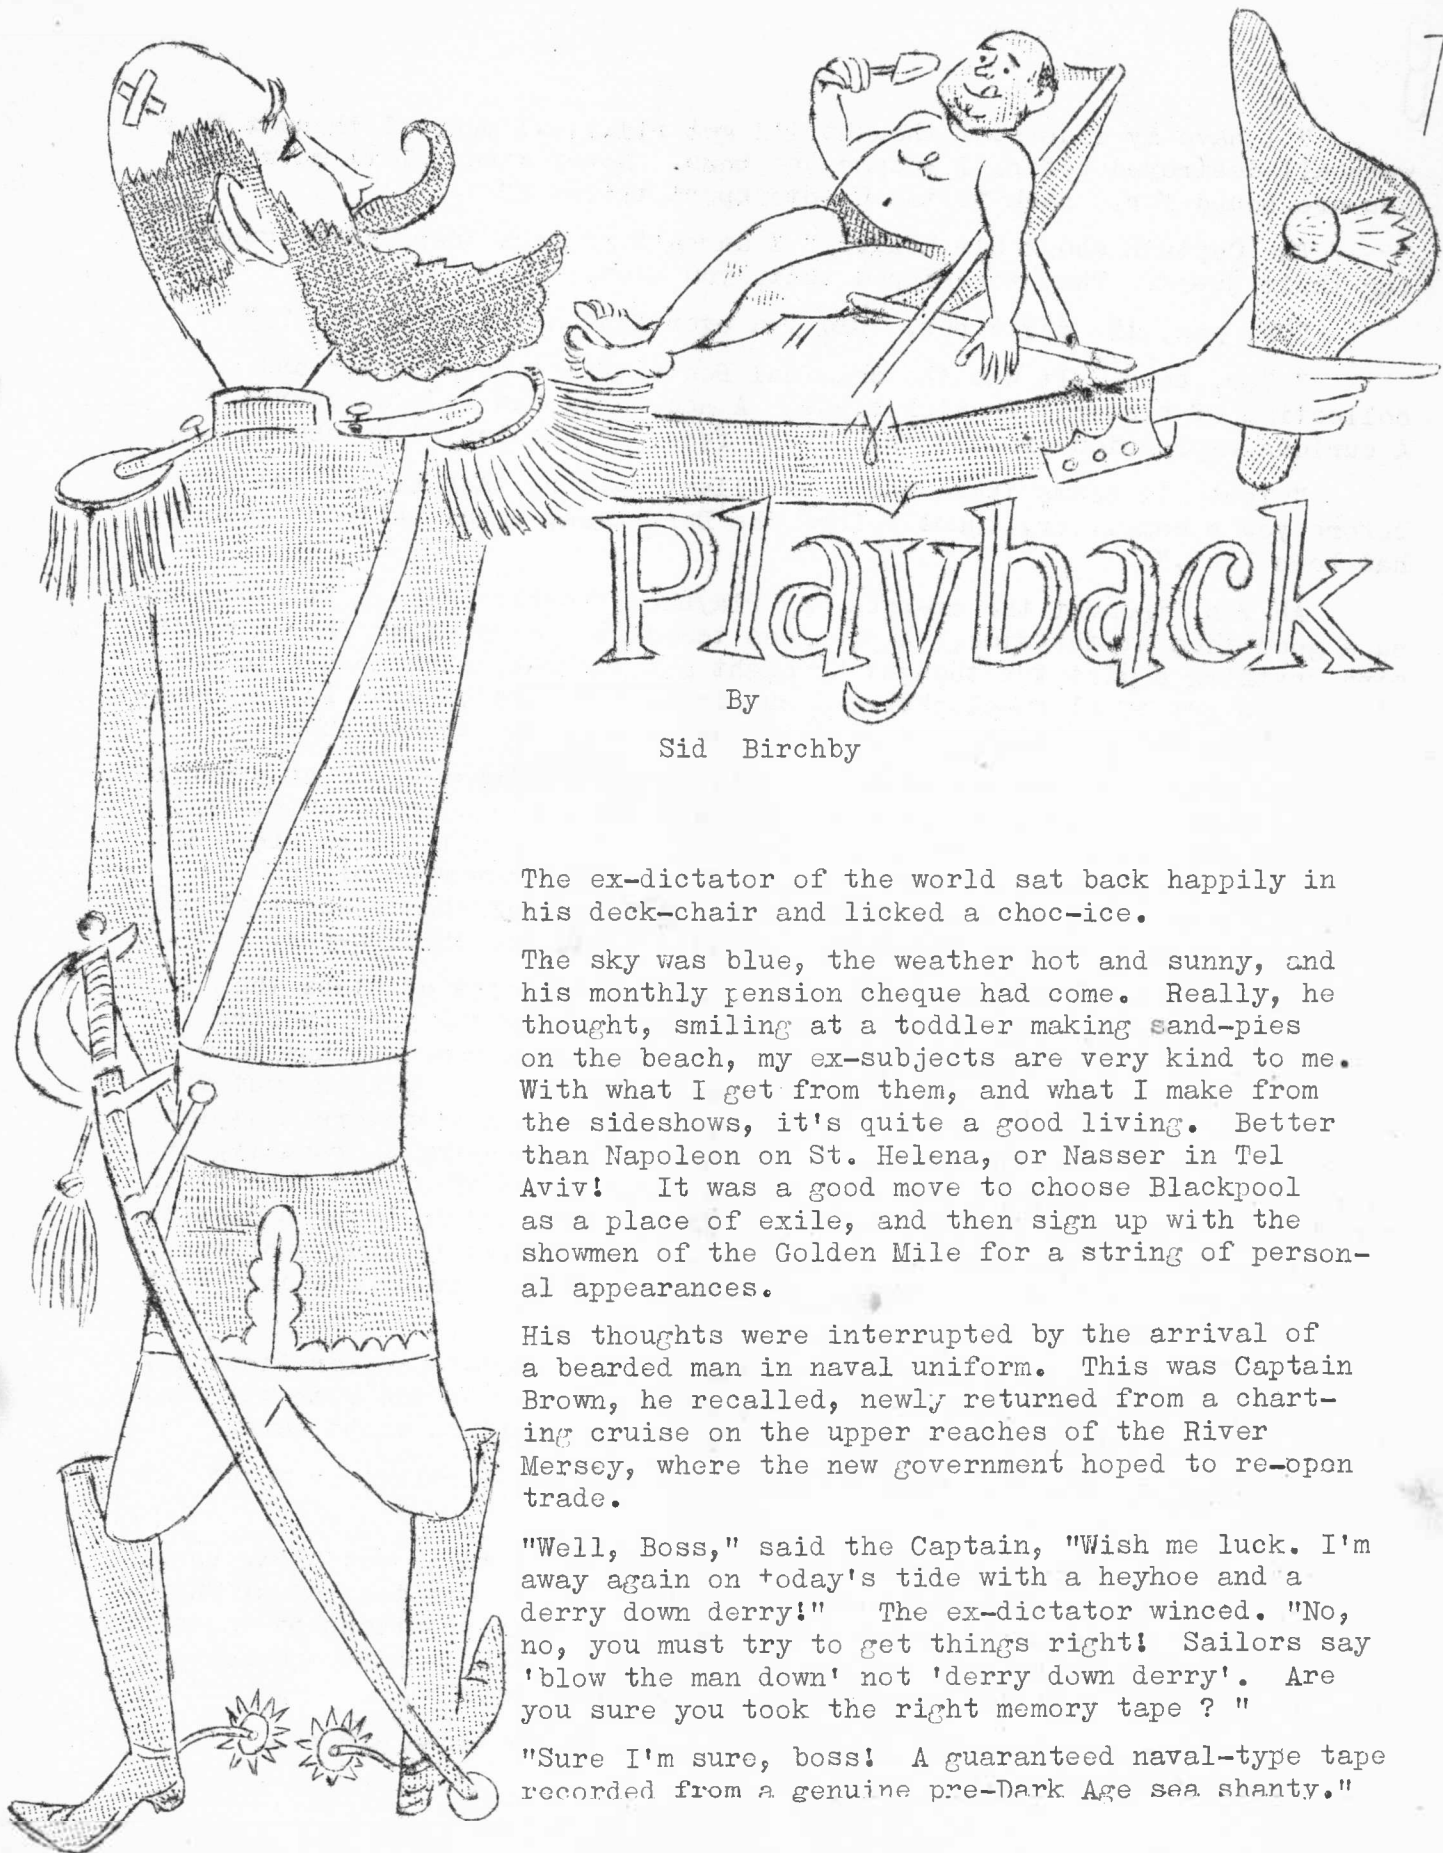 Playback
By
Sid Birchby
The ex-dictator of the world sat back happily in
his deck-chair and licked a choc-ice.
The sky was blue, the weather hot and sunny, and
his monthly pension cheque had come. Really, he
thought, smiling at a toddler making sand-pies
on the beach, my ex-subjects are very kind to me.
With what I get from them, and what I make from
the sideshows, it's quite a good living. Better
than Napoleon on St. Helena, or Nasser in Tel
Aviv! It was a good move to choose Blackpool
as a place of exile, and then sign up with the
showmen of the Golden Mile for a string of person-
al appearances.
His thoughts were interrupted by the arrival of
a bearded man in naval uniform. This was Captain
Brown, he recalled, newly returned from a chart-
ing cruise on the upper reaches of the River
Mersey, where the new government hoped to re-open
trade.
"Well, Boss," said the Captain, "Wish me luck. I'm
away again on today's tide with a heyhoe and a
derry down derry!" The ex-dictator winced. "No,
no, you must try to get things right! Sailors say
'blow the man down' not 'derry down derry'. Are
you sure you took the right memory tape ? "
"Sure I'm sure, boss! A guaranteed naval-type tape
recorded from a genuine pre-Dark Age sea shanty."